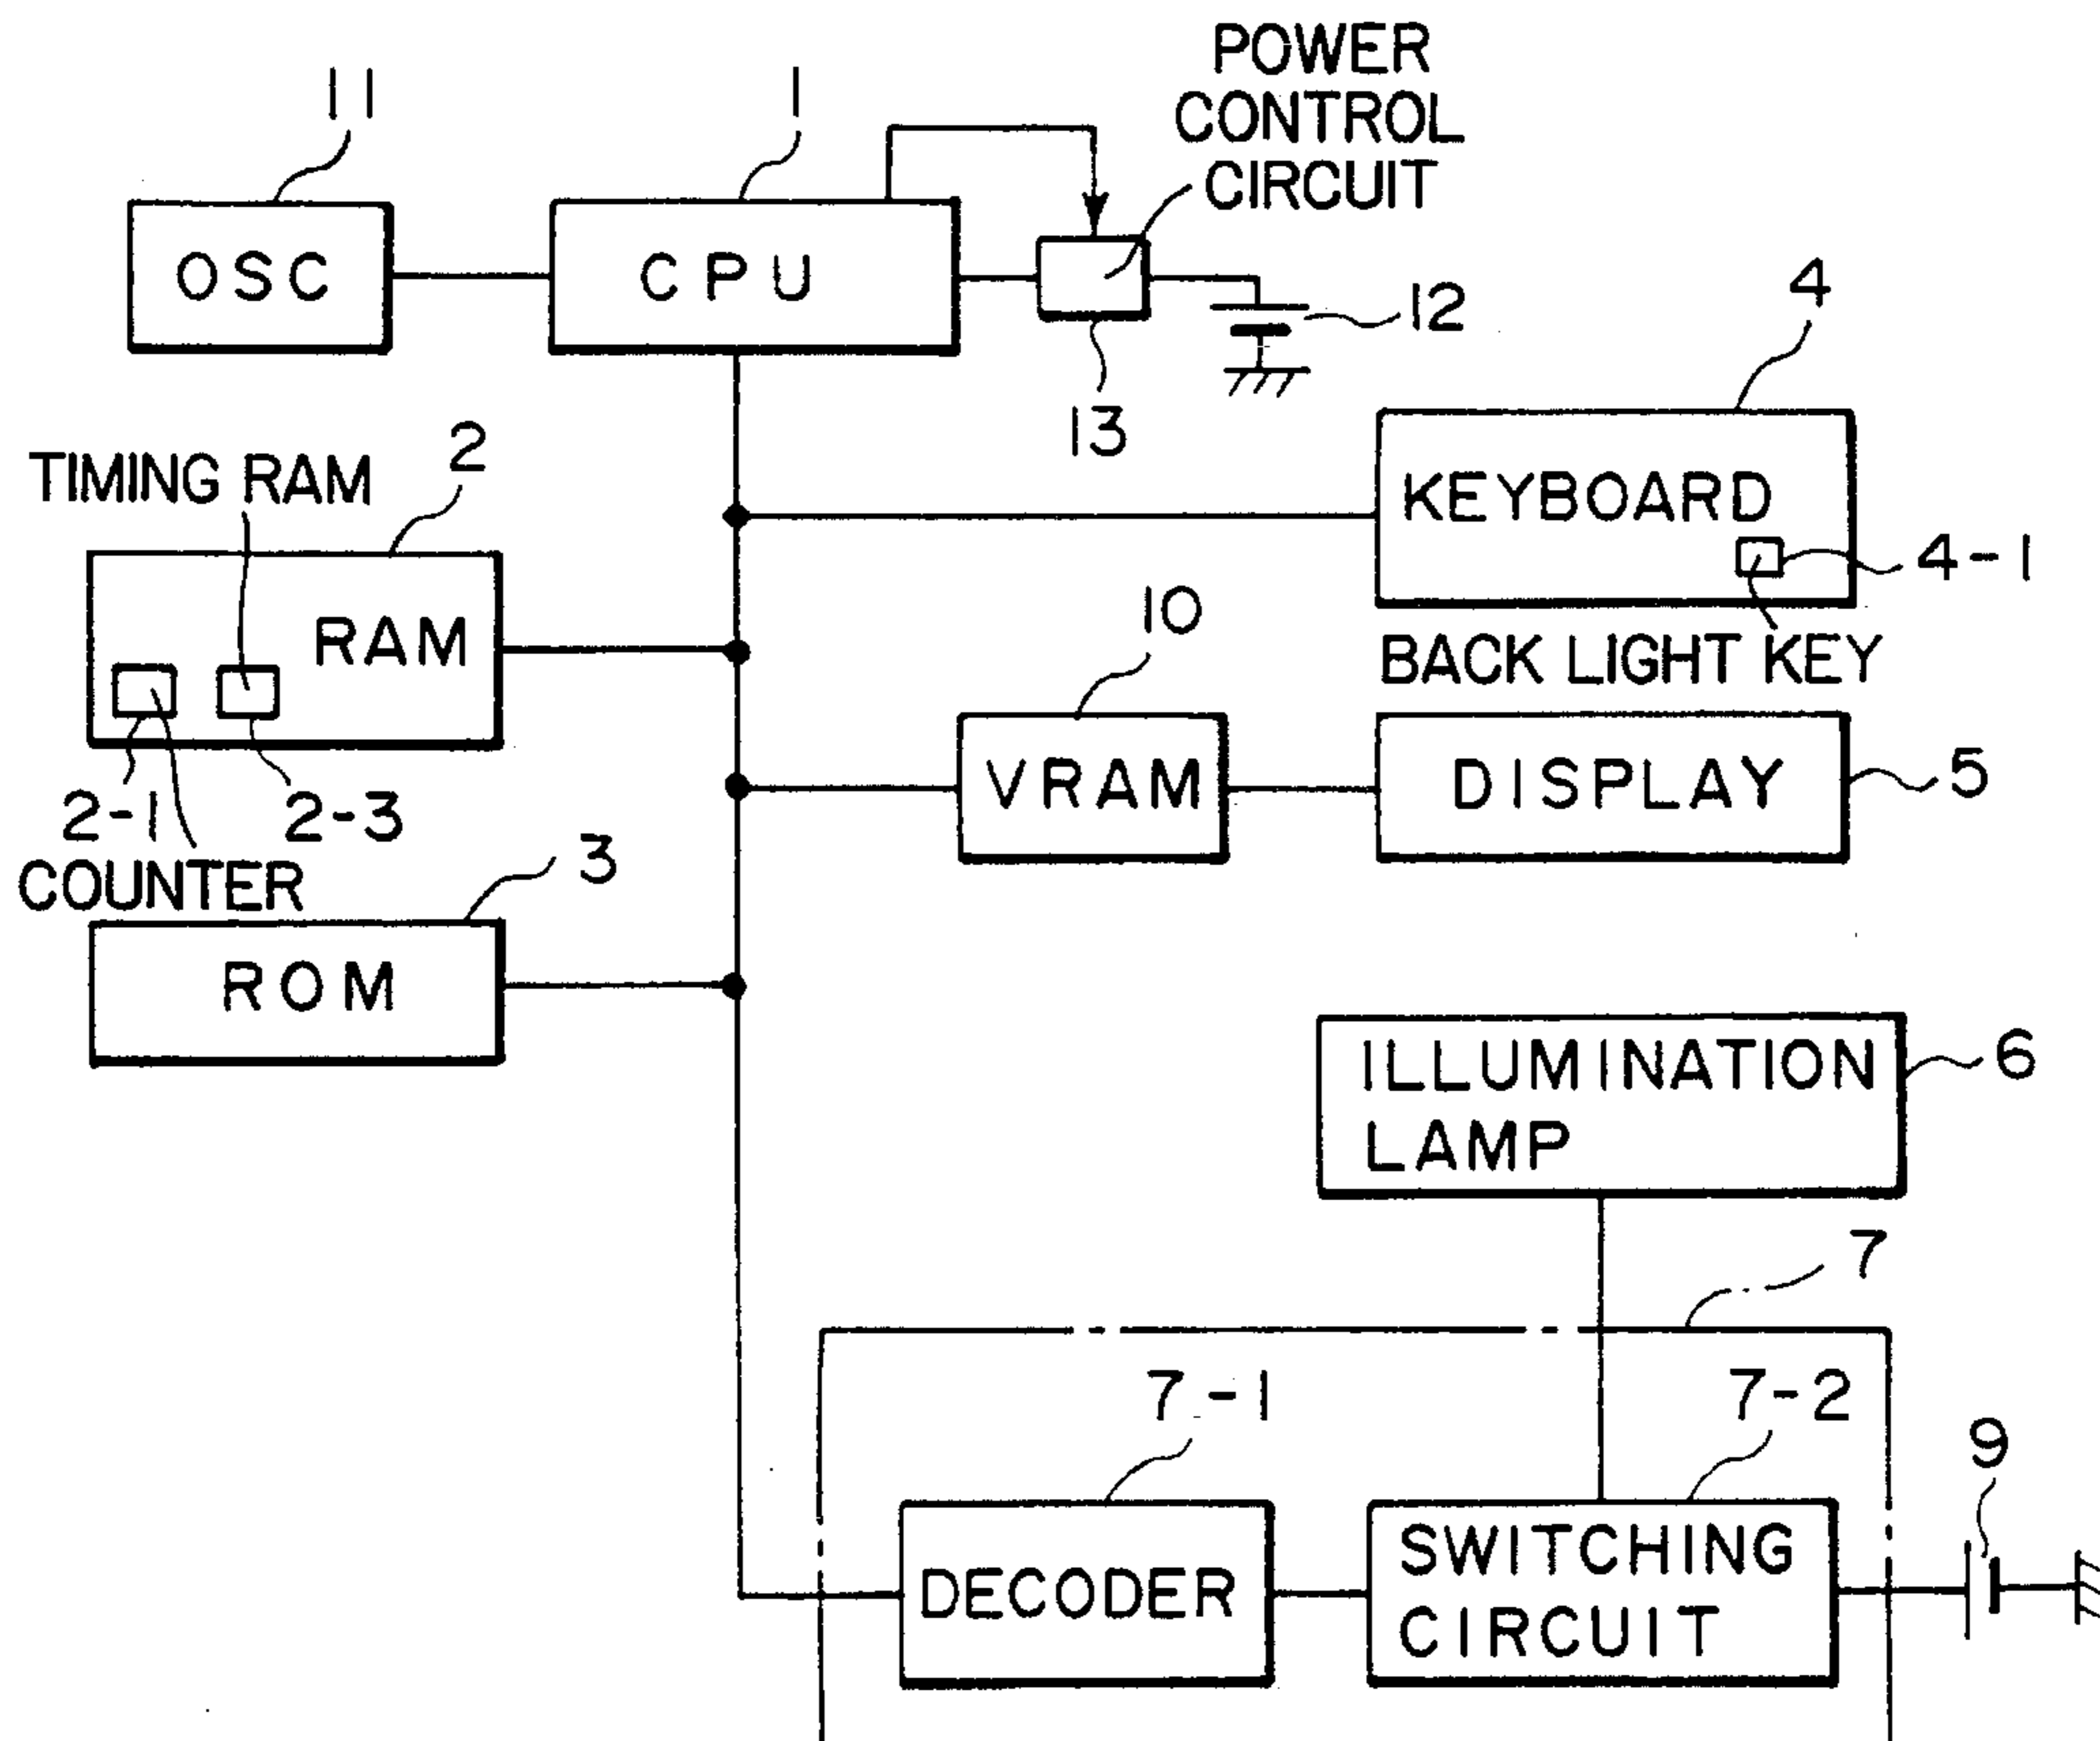 POWER
CONTROL
CIRCUIT
11
1
OSC
CPU
12
13
4
KEYBOARD
4-1
BACK LIGHT KEY
TIMING RAM
2
RAM
2-1
2-3
COUNTER
10
VRAM
DISPLAY
5
3
ROM
ILLUMINATION
LAMP
6
7
7-1
7-2
DECODER
SWITCHING
CIRCUIT
9